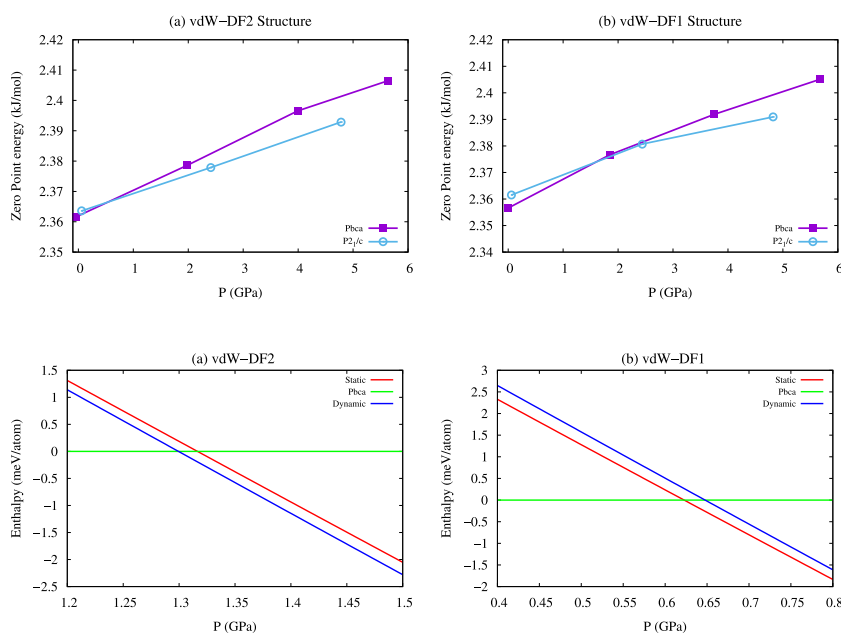 (a) vdW−DF2 Structure
Zero Point energy (kJ/mol)
2.42
2.41
2.4
2.39
2.38
2.37
2.36
2.35
0 1 2 3 4 5 6
P (GPa)
Pbca
P2₁/c
(b) vdW−DF1 Structure
Zero Point energy (kJ/mol)
2.42
2.41
2.4
2.39
2.38
2.37
2.36
2.35
2.34
0 1 2 3 4 5 6
P (GPa)
Pbca
P2₁/c
(a) vdW−DF2
Enthalpy (meV/atom)
1.5
1
0.5
0
−0.5
−1
−1.5
−2
−2.5
1.2 1.25 1.3 1.35 1.4 1.45 1.5
P (GPa)
Static
Pbca
Dynamic
(b) vdW−DF1
Enthalpy (meV/atom)
3
2.5
2
1.5
1
0.5
0
−0.5
−1
−1.5
−2
0.4 0.45 0.5 0.55 0.6 0.65 0.7 0.75 0.8
P (GPa)
Static
Pbca
Dynamic